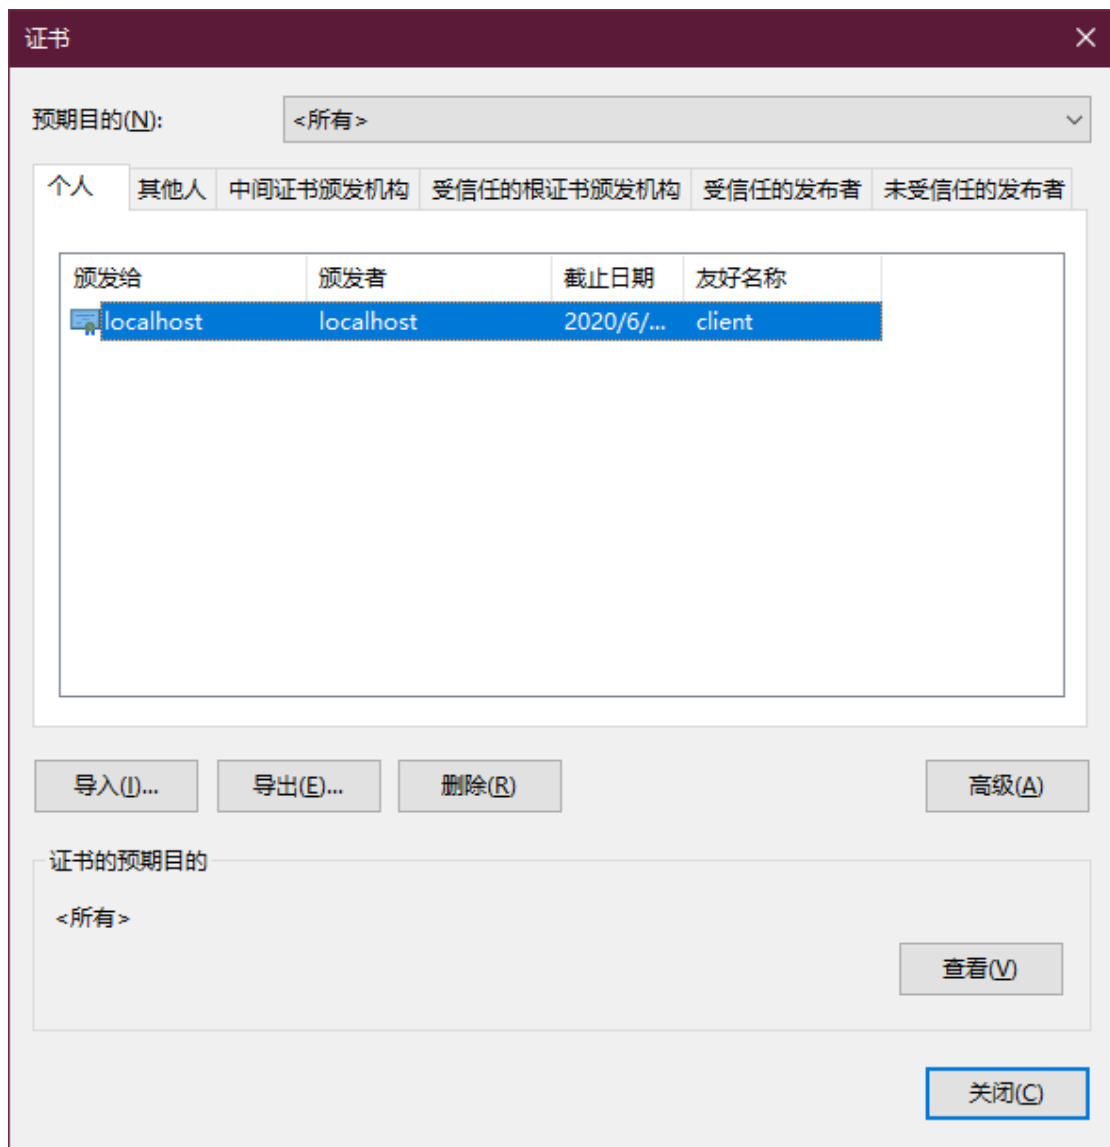 证书
预期目的(N): <所有>
个人 其他人 中间证书颁发机构 受信任的根证书颁发机构 受信任的发布者 未受信任的发布者
颁发给 颁发者 截止日期 友好名称
localhost localhost 2020/6/... client
导入(I)... 导出(E)... 删除(R) 高级(A)
证书的预期目的
<所有>
查看(V)
关闭(C)